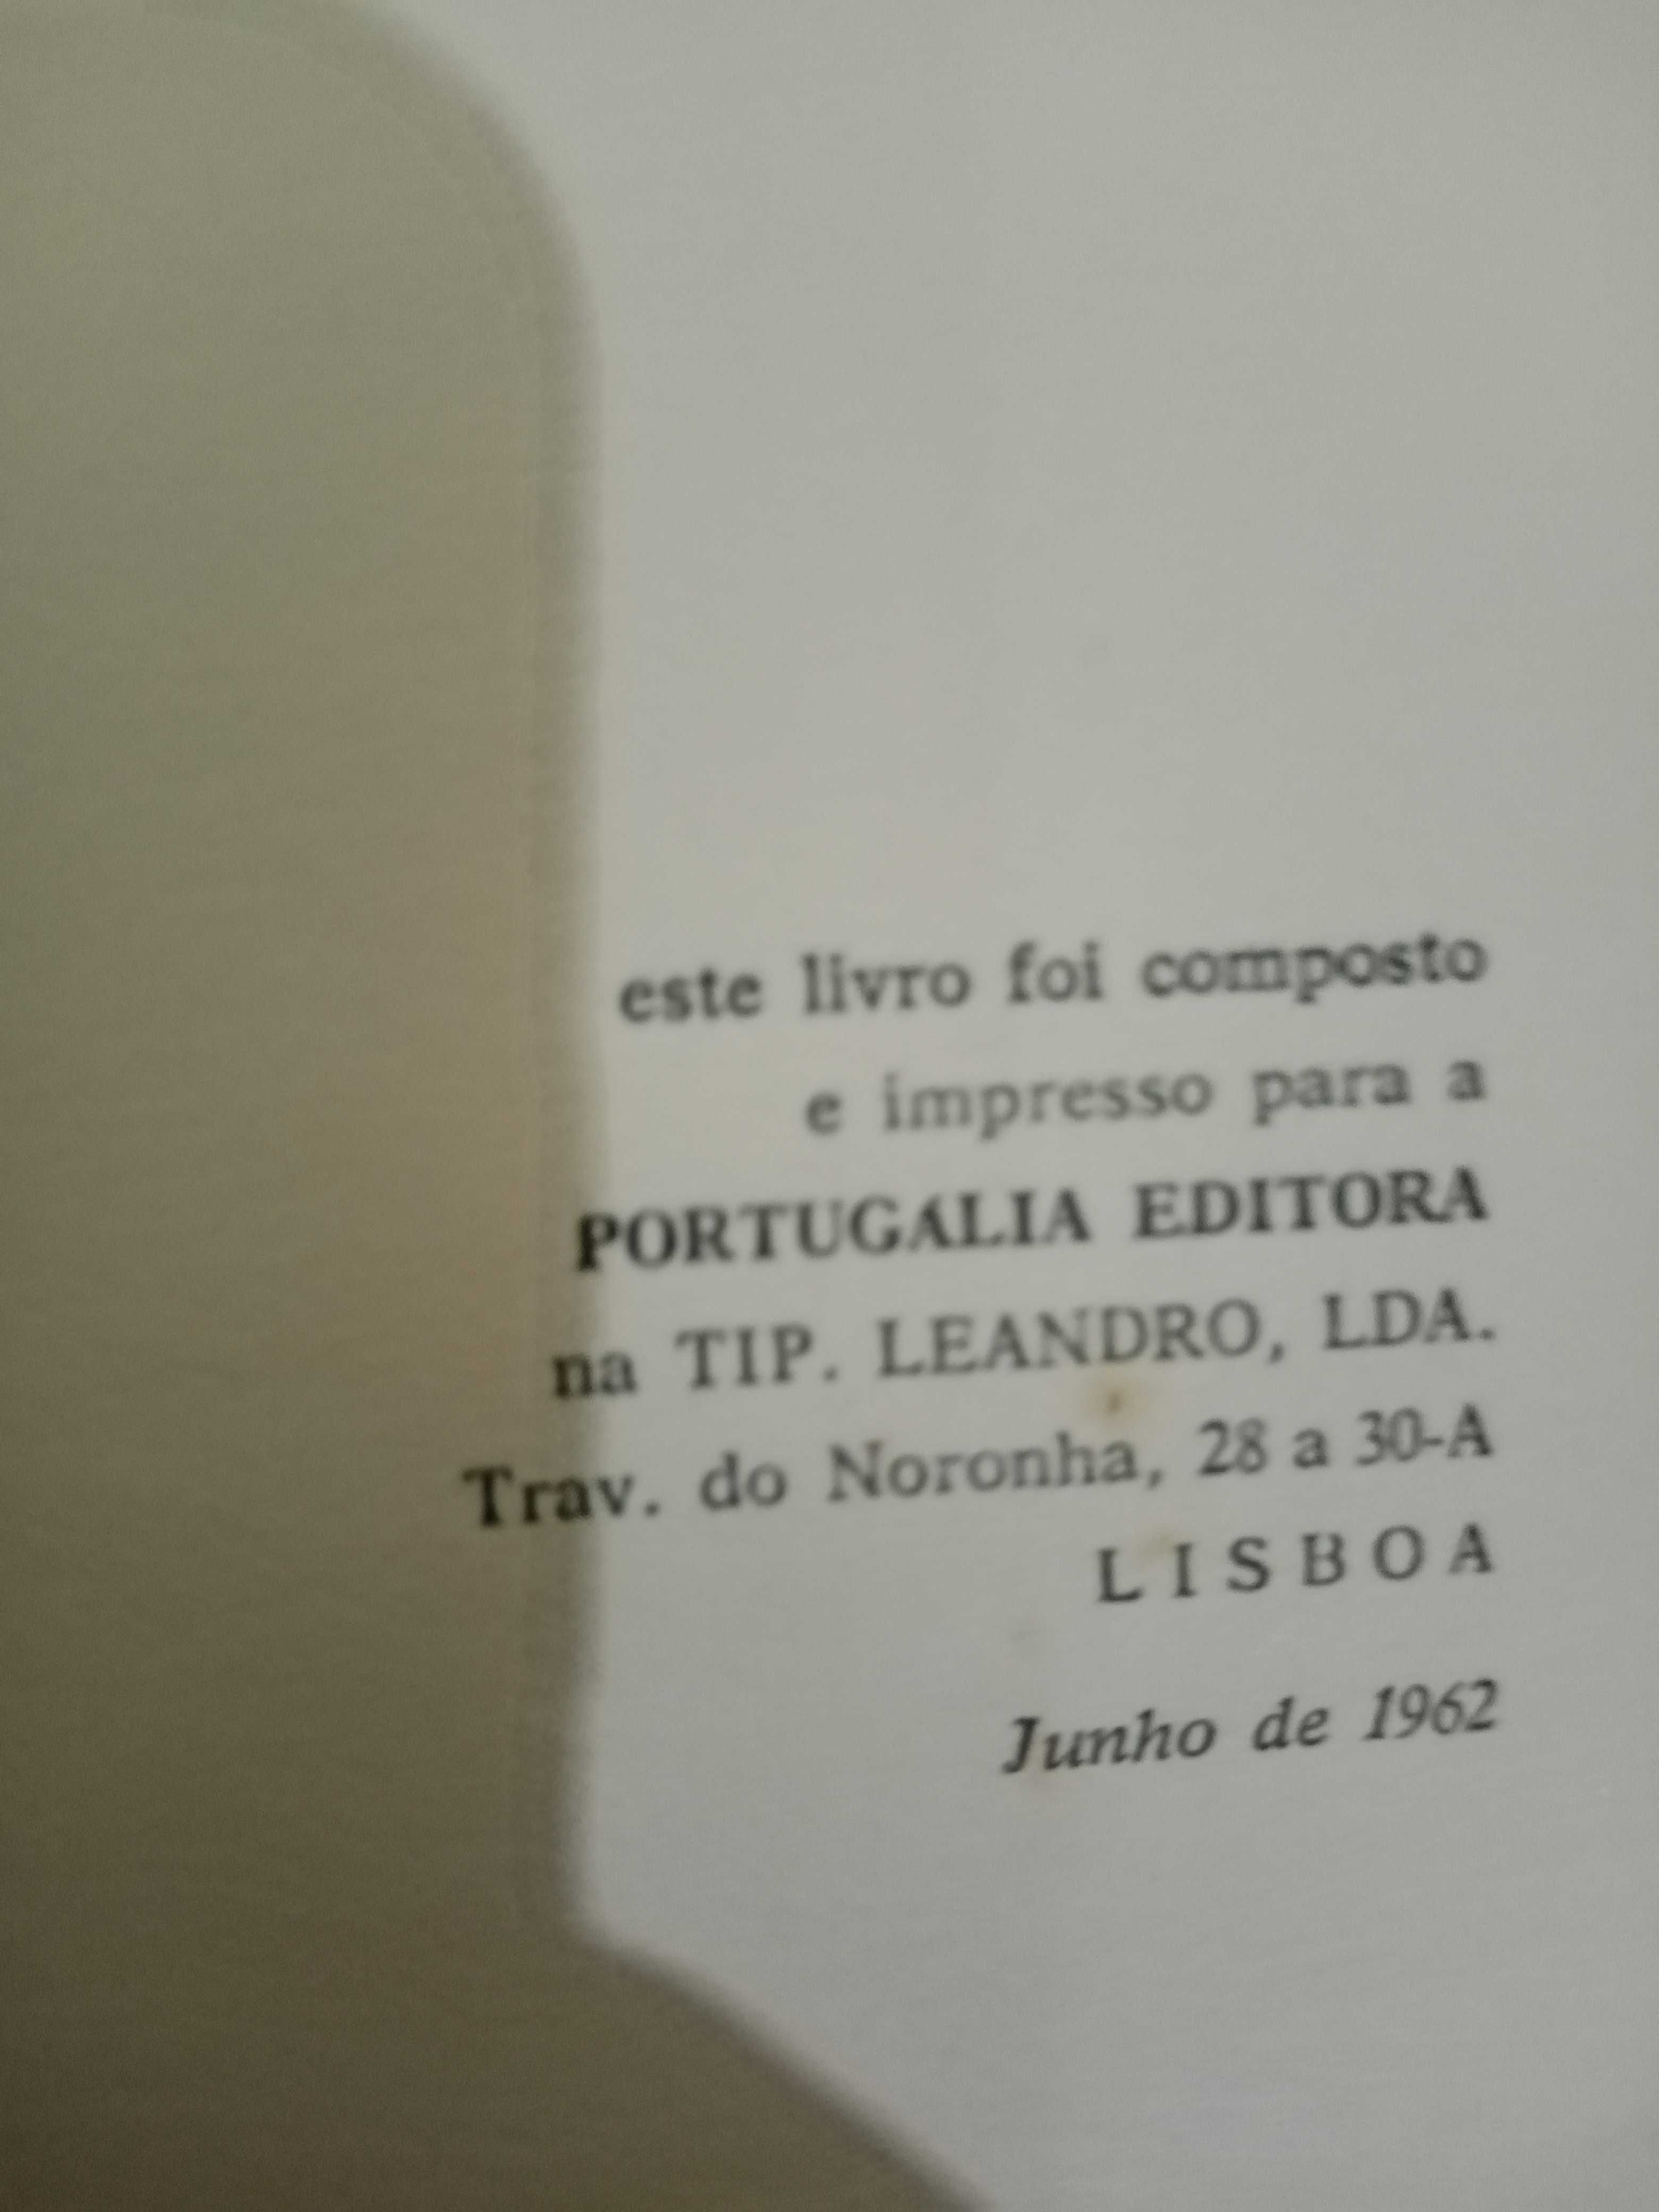 este livro foi composto
e impresso para a
PORTUGÁLIA EDITORA
na TIP. LEANDRO, LDA.
Trav. do Noronha, 28 a 30-A
LISBOA
Junho de 1962